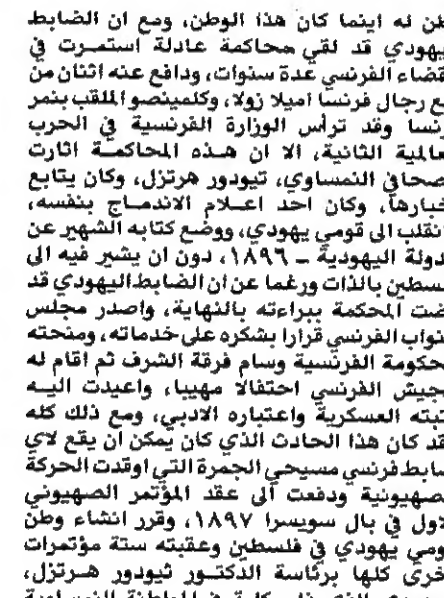 طن له اينما كان هذا الوطن، ومع ان الضابط
يهودي قد لقي محاكمة عادلة استمرت في
قضاء الفرنسي عدة سنوات، ودافع عنه اثنان من
ع رجال فرنسا اميلا زولا، وكلمينصو الملقب بنمر
رنسا وقد ترأس الوزارة الفرنسية في الحرب
عالمية الثانية، الا ان هذه المحاكمة اثارت
صحافي النمساوي، تيودور هرتزل، وكان يتابع
خبارها، وكان احد اعلام الاندماج بنفسه،
انقلب الى قومي يهودي، ووضع كتابه الشهير عن
دولة اليهودية ـ ١٨٩٦، دون ان يشير فيه الى
لسطين بالذات ورغما عن ان الضابط اليهودي قد
ضت المحكمة ببراءته بالنهاية، واصدر مجلس
نواب الفرنسي قرارا بشكره على خدماته، ومنحته
حكومة الفرنسية وسام فرقة الشرف ثم اقام له
جيش الفرنسي احتفالا مهيبا، واعيدت اليه
تبته العسكرية واعتباره الادبي، ومع ذلك كله
قد كان هذا الحادث الذي كان يمكن ان يقع لاي
ضابط فرنسي مسيحي الجمرة التي اوقدت الحركة
صهيونية ودفعت الى عقد المؤتمر الصهيوني
لاول في بال سويسرا ١٨٩٧، وقرر انشاء وطن
ومي يهودي في فلسطين وعقبته ستة مؤتمرات
خرى كلها برئاسة الدكتور ثيودور هرتزل،